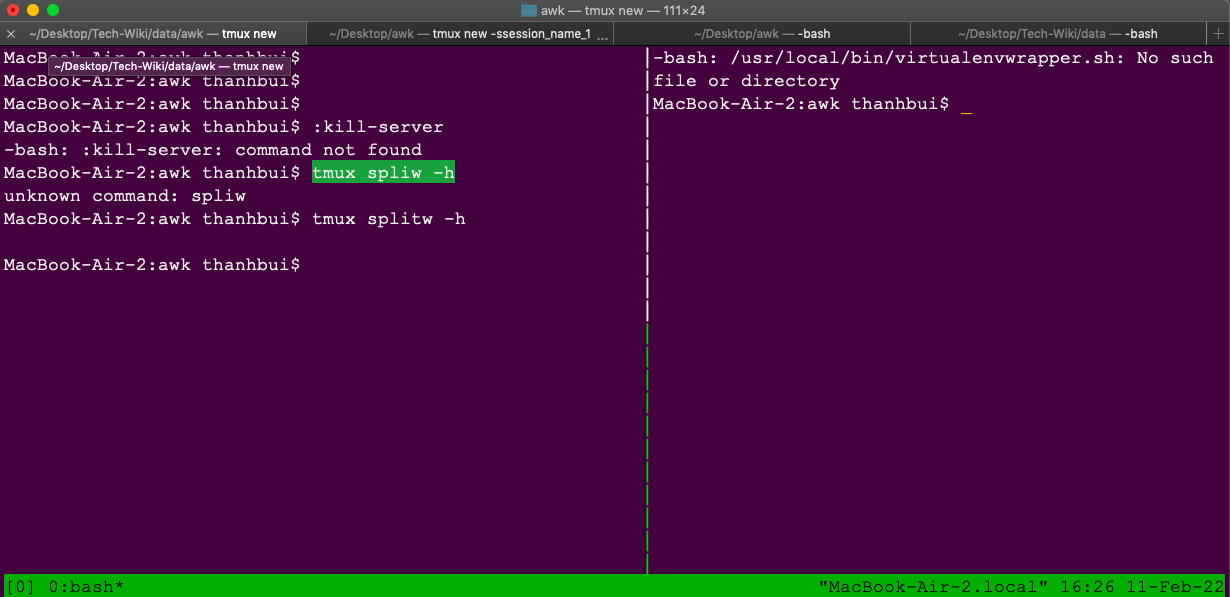 awk — tmux new — 111×24
~/Desktop/Tech-Wiki/data/awk — tmux new
~/Desktop/awk — tmux new -ssession_name_1 ...
~/Desktop/awk — -bash
~/Desktop/Tech-Wiki/data — -bash
MacBook-Air-2:awk thanhbui$
~/Desktop/Tech-Wiki/data/awk — tmux new
MacBook-Air-2:awk thanhbui$
MacBook-Air-2:awk thanhbui$
MacBook-Air-2:awk thanhbui$ :kill-server
-bash: :kill-server: command not found
MacBook-Air-2:awk thanhbui$ tmux spliw -h
unknown command: spliw
MacBook-Air-2:awk thanhbui$ tmux splitw -h
MacBook-Air-2:awk thanhbui$
-bash: /usr/local/bin/virtualenvwrapper.sh: No such
file or directory
MacBook-Air-2:awk thanhbui$ _
[0] 0:bash*
"MacBook-Air-2.local" 16:26 11-Feb-22